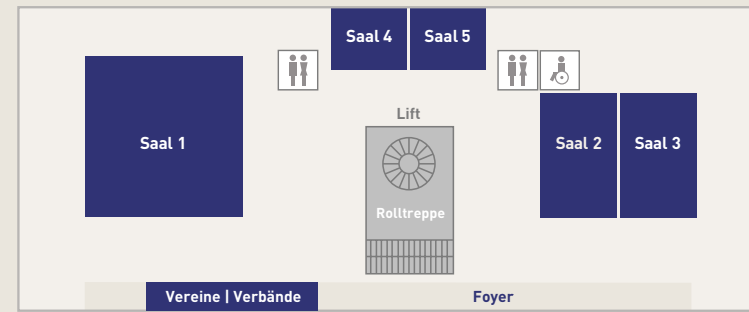 Saal 4
Saal 5
Lift
Saal 1
Saal 2
Saal 3
Rolltreppe
Vereine | Verbände
Foyer